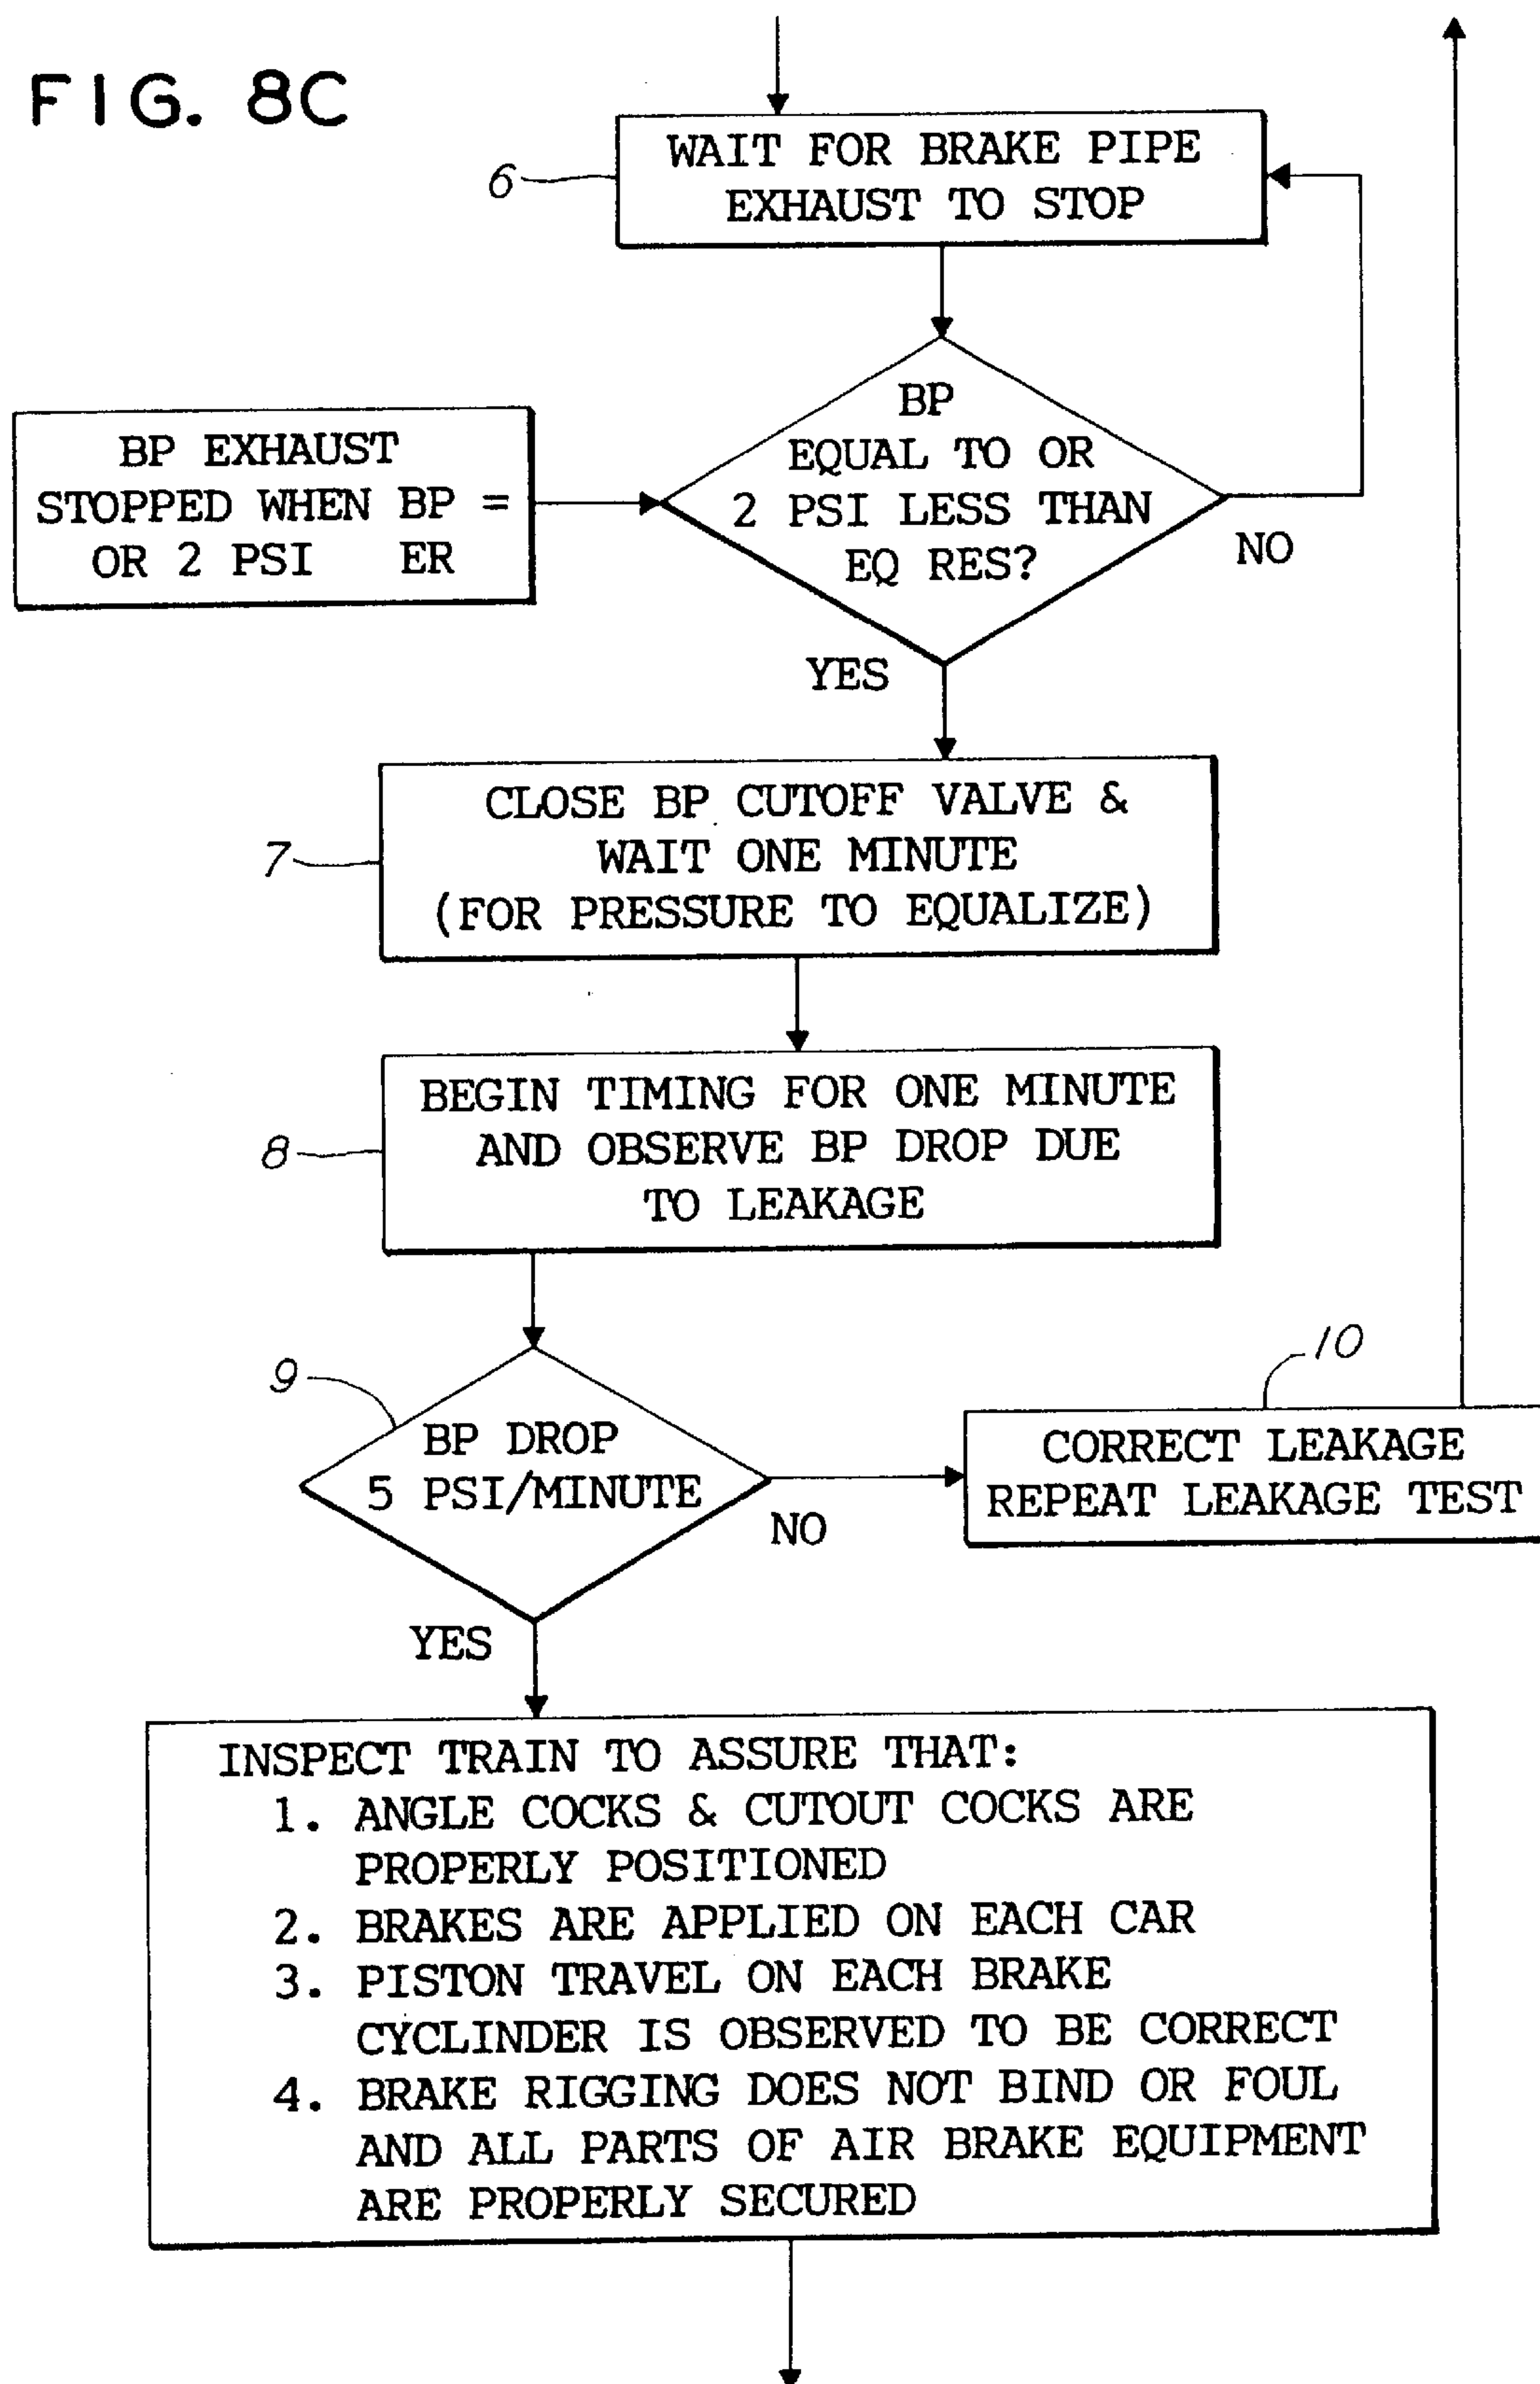 FIG. 8C
WAIT FOR BRAKE PIPE
EXHAUST TO STOP
6
BP
EQUAL TO OR
2 PSI LESS THAN
EQ RES?
BP EXHAUST
STOPPED WHEN BP =
OR 2 PSI ER
NO
YES
CLOSE BP CUTOFF VALVE &
WAIT ONE MINUTE
(FOR PRESSURE TO EQUALIZE)
7
BEGIN TIMING FOR ONE MINUTE
AND OBSERVE BP DROP DUE
TO LEAKAGE
8
9
BP DROP
5 PSI/MINUTE
NO
10
CORRECT LEAKAGE
REPEAT LEAKAGE TEST
YES
INSPECT TRAIN TO ASSURE THAT:
1. ANGLE COCKS & CUTOUT COCKS ARE
PROPERLY POSITIONED
2. BRAKES ARE APPLIED ON EACH CAR
3. PISTON TRAVEL ON EACH BRAKE
CYCLINDER IS OBSERVED TO BE CORRECT
4. BRAKE RIGGING DOES NOT BIND OR FOUL
AND ALL PARTS OF AIR BRAKE EQUIPMENT
ARE PROPERLY SECURED